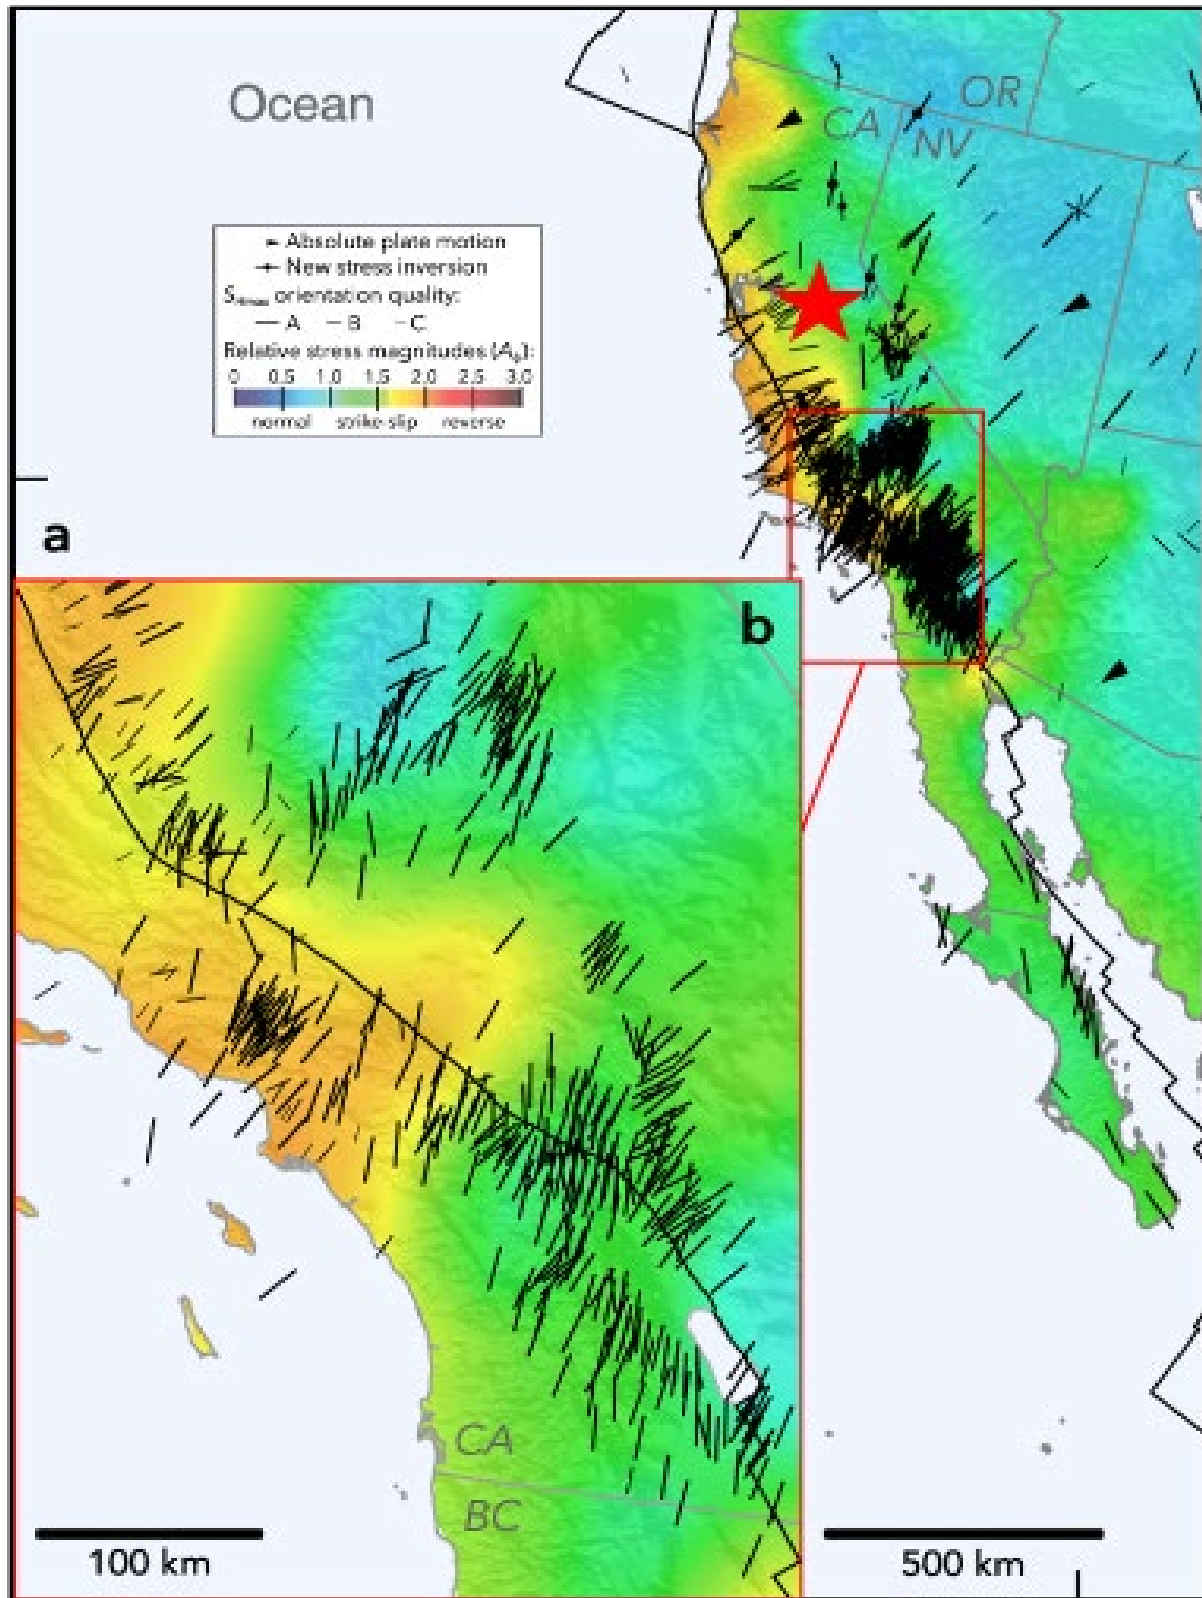 Ocean
OR
CA
NV
Absolute plate motion
New stress inversion
S_Hmax orientation quality:
A B C
Relative stress magnitudes (Aϕ):
0 0.5 1.0 1.5 2.0 2.5 3.0
normal strike-slip reverse
a
b
CA
BC
100 km
500 km